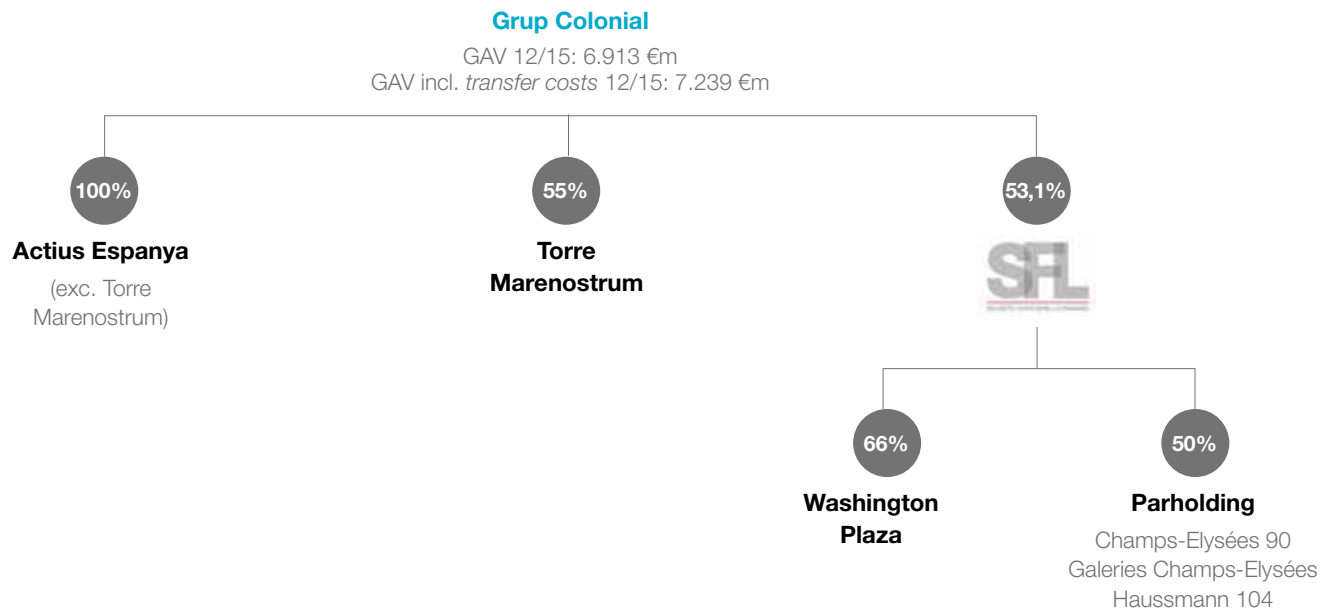 Grup Colonial
GAV 12/15: 6.913 €m
GAV incl. transfer costs 12/15: 7.239 €m
100%
55%
53,1%
Actius Espanya
(exc. Torre
Marenostrum)
Torre
Marenostrum
SFL
66%
50%
Washington
Plaza
Parholding
Champs-Elysées 90
Galeries Champs-Elysées
Haussmann 104